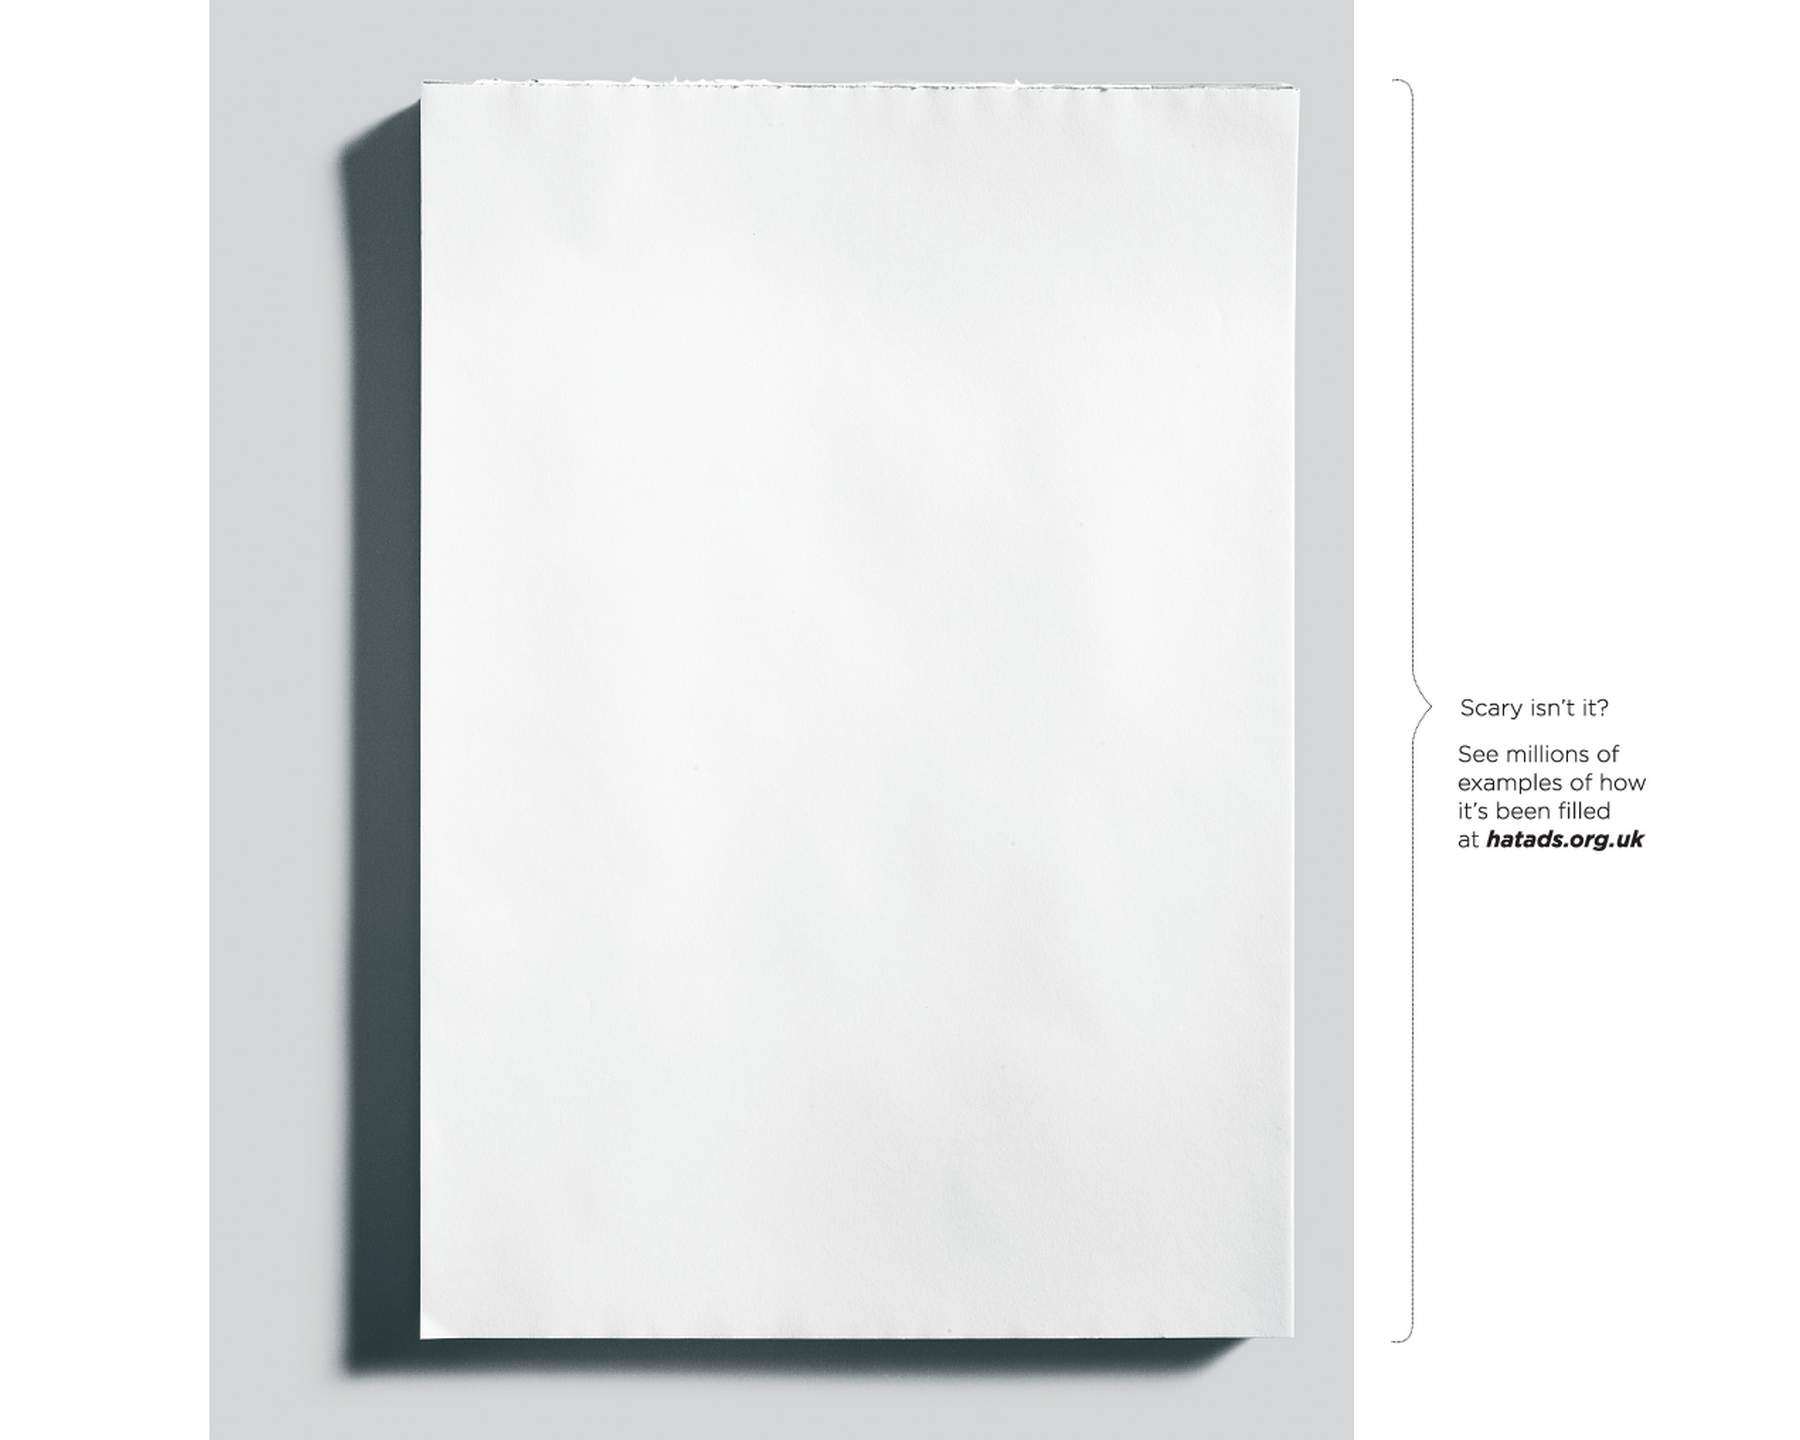 Scary isn't it?
See millions of
examples of how
it's been filled
at hatads.org.uk